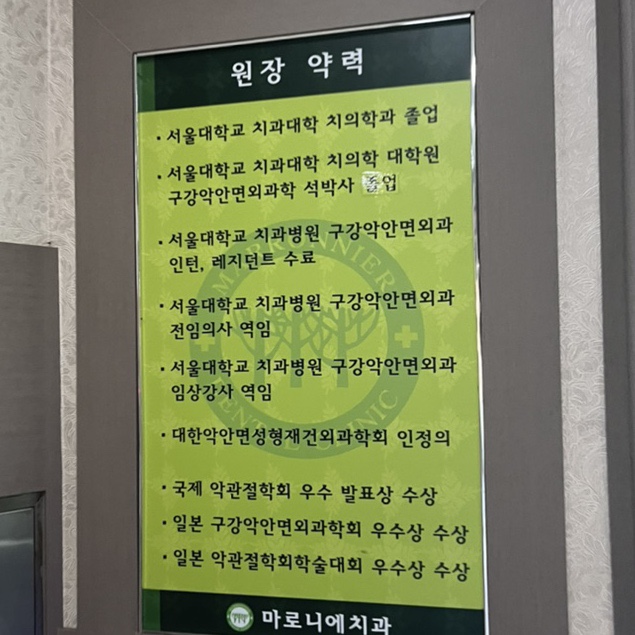 원장 약력
• 서울대학교 치과대학 치의학과 졸업
• 서울대학교 치과대학 치의학 대학원
구강악안면외과학 석박사 졸업
• 서울대학교 치과병원 구강악안면외과
인턴, 레지던트 수료
• 서울대학교 치과병원 구강악안면외과
전임의사 역임
• 서울대학교 치과병원 구강악안면외과
임상강사 역임
• 대한악안면성형재건외과학회 인정의
• 국제 악관절학회 우수 발표상 수상
• 일본 구강악안면외과학회 우수상 수상
• 일본 악관절학회학술대회 우수상 수상
MARRONNIER
DENTAL CLINIC
마로니에치과